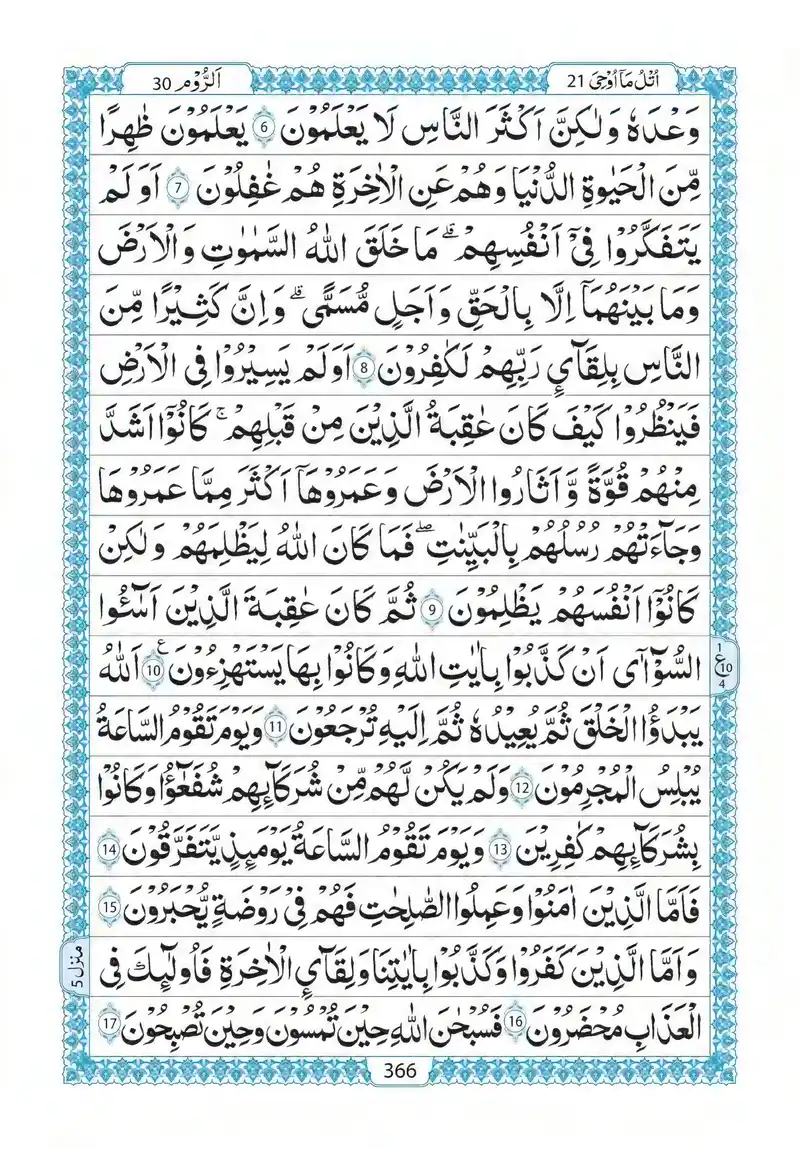 اَلرُّوْم 30
اُتْلُ مَاۤ اُوْحِیَ 21
وَعْدَهٗ وَلٰكِنَّ اَكْثَرَ النَّاسِ لَا يَعْلَمُوْنَ 6 يَعْلَمُوْنَ ظٰهِرًا
مِّنَ الْحَيٰوةِ الدُّنْيَا وَهُمْ عَنِ الْاٰخِرَةِ هُمْ غٰفِلُوْنَ 7 اَوَلَمْ
يَتَفَكَّرُوْا فِيْۤ اَنْفُسِهِمْ ۗ مَا خَلَقَ اللّٰهُ السَّمٰوٰتِ وَالْاَرْضَ
وَمَا بَيْنَهُمَاۤ اِلَّا بِالْحَقِّ وَاَجَلٍ مُّسَمًّى ۗ وَاِنَّ كَثِيْرًا مِّنَ
النَّاسِ بِلِقَآئِ رَبِّهِمْ لَكٰفِرُوْنَ 8 اَوَلَمْ يَسِيْرُوْا فِى الْاَرْضِ
فَيَنْظُرُوْا كَيْفَ كَانَ عَاقِبَةُ الَّذِيْنَ مِنْ قَبْلِهِمْ ۚ كَانُوْۤا اَشَدَّ
مِنْهُمْ قُوَّةً وَّاَثَارُوا الْاَرْضَ وَعَمَرُوْهَاۤ اَكْثَرَ مِمَّا عَمَرُوْهَا
وَجَآءَتْهُمْ رُسُلُهُمْ بِالْبَيِّنٰتِ ۖ فَمَا كَانَ اللّٰهُ لِيَظْلِمَهُمْ وَلٰكِنْ
كَانُوْۤا اَنْفُسَهُمْ يَظْلِمُوْنَ 9 ثُمَّ كَانَ عَاقِبَةَ الَّذِيْنَ اَسَآءُوا
السُّوْٓاٰى اَنْ كَذَّبُوْا بِاٰيٰتِ اللّٰهِ وَكَانُوْا بِهَا يَسْتَهْزِءُوْنَ 10 ع اَللّٰهُ
1 ع 10 4
يَبْدَؤُا الْخَلْقَ ثُمَّ يُعِيْدُهٗ ثُمَّ اِلَيْهِ تُرْجَعُوْنَ 11 وَيَوْمَ تَقُوْمُ السَّاعَةُ
يُبْلِسُ الْمُجْرِمُوْنَ 12 وَلَمْ يَكُنْ لَّهُمْ مِّنْ شُرَكَآئِهِمْ شُفَعٰٓؤُا وَكَانُوْا
بِشُرَكَآئِهِمْ كٰفِرِيْنَ 13 وَيَوْمَ تَقُوْمُ السَّاعَةُ يَوْمَئِذٍ يَّتَفَرَّقُوْنَ 14
فَاَمَّا الَّذِيْنَ اٰمَنُوْا وَعَمِلُوا الصّٰلِحٰتِ فَهُمْ فِيْ رَوْضَةٍ يُّحْبَرُوْنَ 15
وَاَمَّا الَّذِيْنَ كَفَرُوْا وَكَذَّبُوْا بِاٰيٰتِنَا وَلِقَآئِ الْاٰخِرَةِ فَاُولٰٓئِكَ فِى
منزل 5
الْعَذَابِ مُحْضَرُوْنَ 16 فَسُبْحٰنَ اللّٰهِ حِيْنَ تُمْسُوْنَ وَحِيْنَ تُصْبِحُوْنَ 17
366